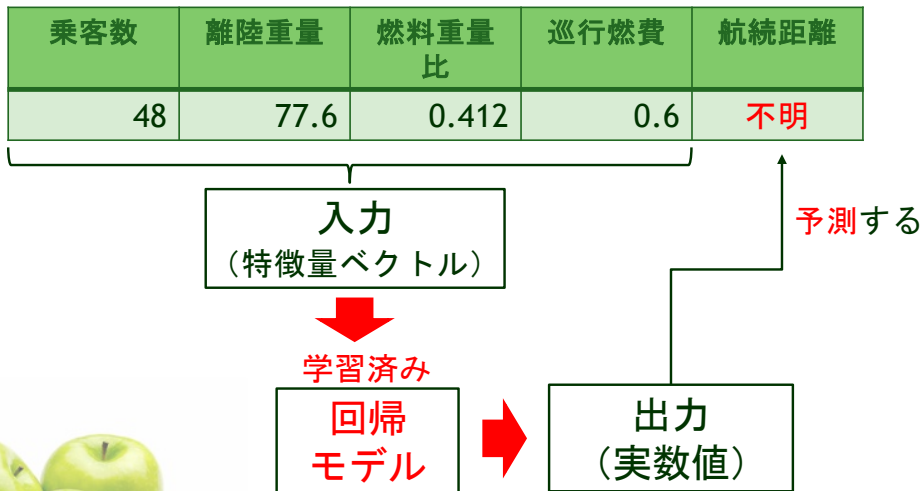 乗客数 離陸重量 燃料重量 巡行燃費 航続距離
比
48 77.6 0.412 0.6 不明
入力
（特徴量ベクトル）
予測する
学習済み
回帰
モデル
出力
（実数値）